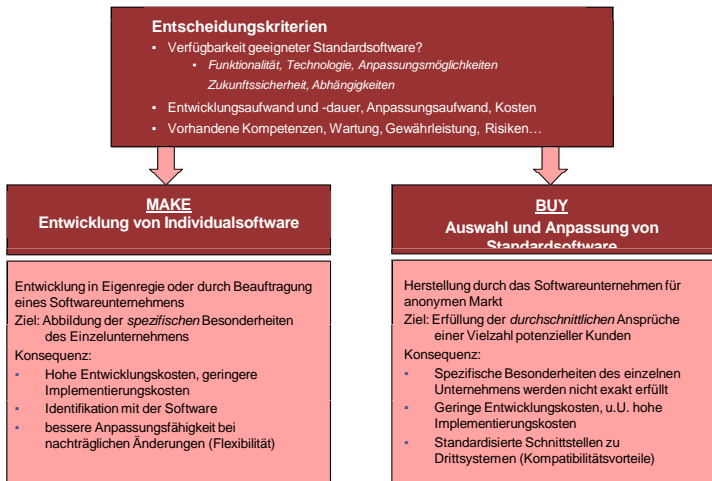 Entscheidungskriterien
▪ Verfügbarkeit geeigneter Standardsoftware?
▪ Funktionalität, Technologie, Anpassungsmöglichkeiten
Zukunftssicherheit, Abhängigkeiten
▪ Entwicklungsaufwand und -dauer, Anpassungsaufwand, Kosten
▪ Vorhandene Kompetenzen, Wartung, Gewährleistung, Risiken…
MAKE
Entwicklung von Individualsoftware
Entwicklung in Eigenregie oder durch Beauftragung
eines Softwareunternehmens
Ziel: Abbildung der spezifischen Besonderheiten
des Einzelunternehmens
Konsequenz:
▪ Hohe Entwicklungskosten, geringere
Implementierungskosten
▪ Identifikation mit der Software
▪ bessere Anpassungsfähigkeit bei
nachträglichen Änderungen (Flexibilität)
BUY
Auswahl und Anpassung von
Standardsoftware
Herstellung durch das Softwareunternehmen für
anonymen Markt
Ziel: Erfüllung der durchschnittlichen Ansprüche
einer Vielzahl potenzieller Kunden
Konsequenz:
▪ Spezifische Besonderheiten des einzelnen
Unternehmens werden nicht exakt erfüllt
▪ Geringe Entwicklungskosten, u.U. hohe
Implementierungskosten
▪ Standardisierte Schnittstellen zu
Drittsystemen (Kompatibilitätsvorteile)